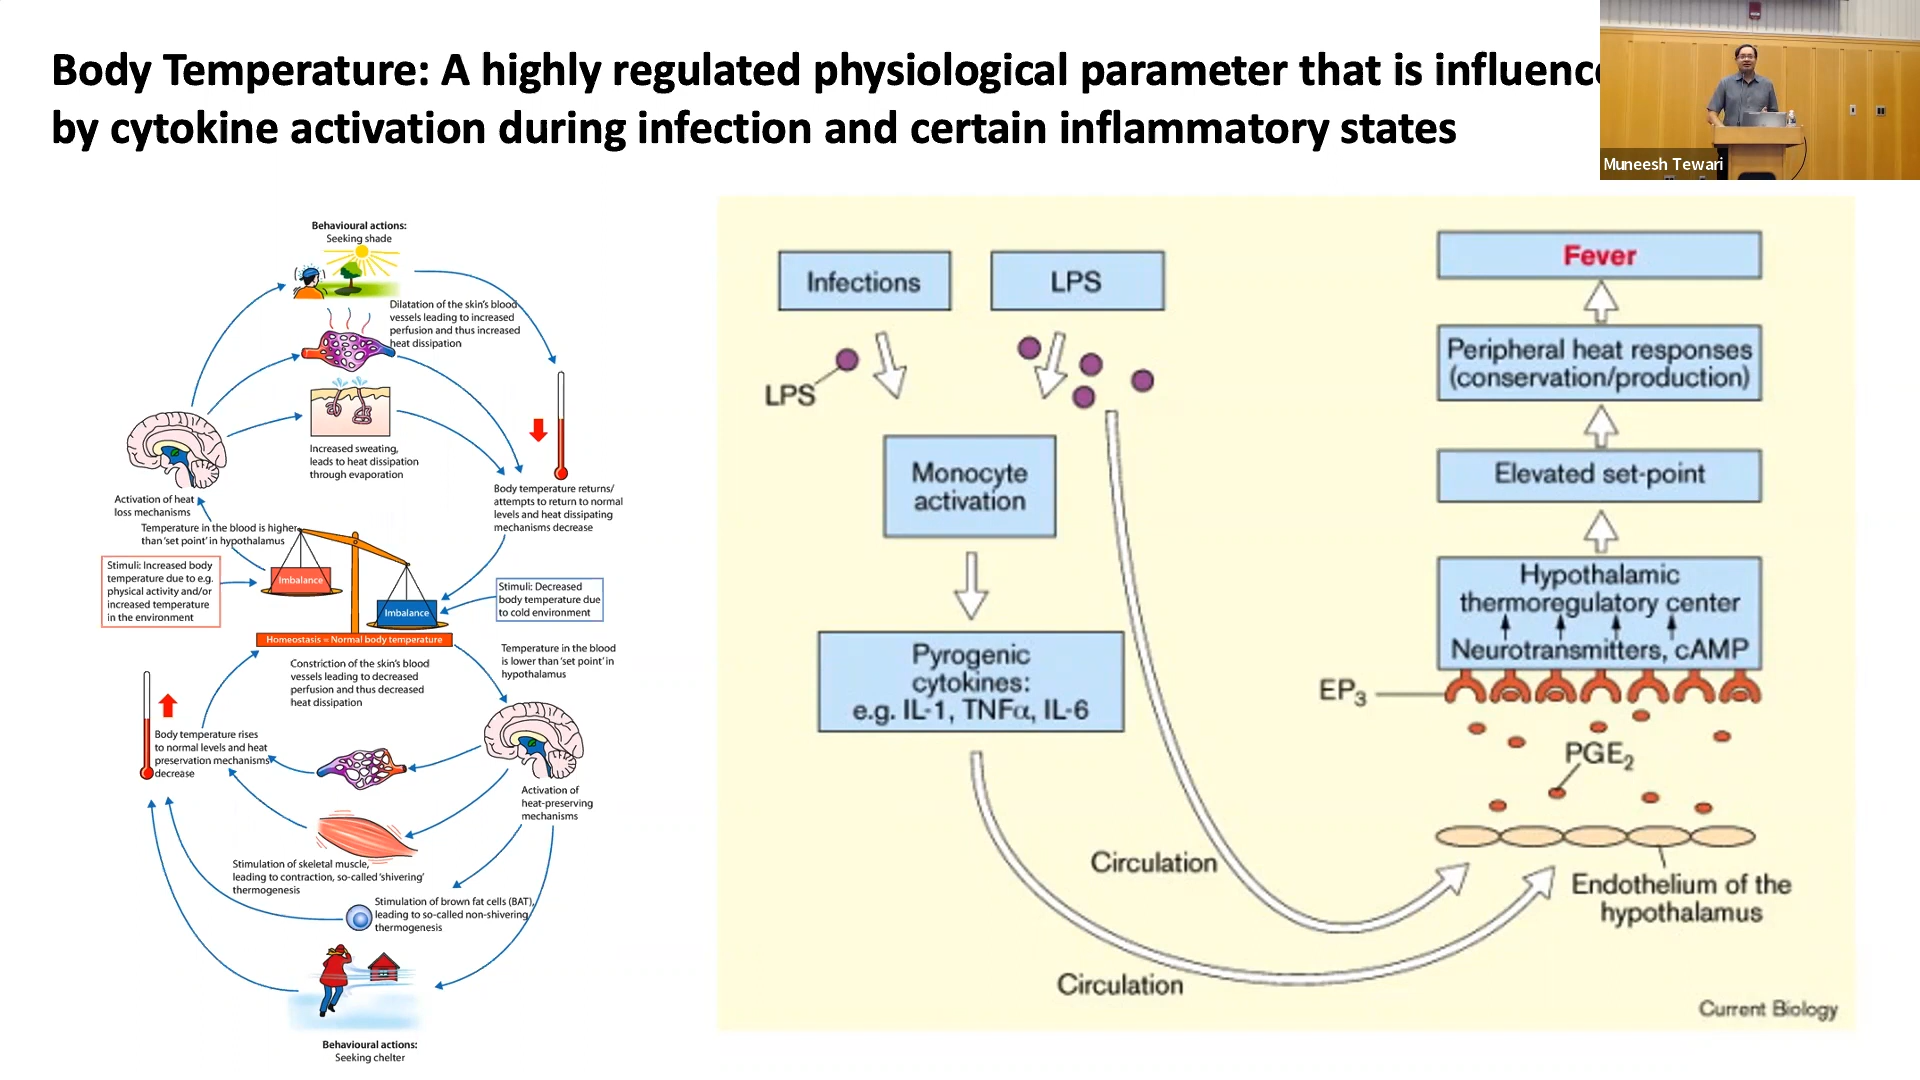 Body Temperature: A highly regulated physiological parameter that is influenc
by cytokine activation during infection and certain inflammatory states
Muneesh Tewari
Behavioural actions:
Seeking shade
Dilatation of the skin's blood
vessels leading to increased
perfusion and thus increased
heat dissipation
Increased sweating,
leads to heat dissipation
through evaporation
Activation of heat
loss mechanisms
Body temperature returns/
attempts to return to normal
levels and heat dissipating
mechanisms decrease
Temperature in the blood is higher
than 'set point' in hypothalamus
Stimuli: Increased body
temperature due to e.g.
physical activity and/or
increased temperature
in the environment
Imbalance
Imbalance
Stimuli: Decreased
body temperature due
to cold environment
Homeostasis = Normal body temperature
Temperature in the blood
is lower than 'set point' in
hypothalamus
Constriction of the skin's blood
vessels leading to decreased
perfusion and thus decreased
heat dissipation
Body temperature rises
to normal levels and heat
preservation mechanisms
decrease
Activation of
heat-preserving
mechanisms
Stimulation of skeletal muscle,
leading to contraction, so-called 'shivering'
thermogenesis
Stimulation of brown fat cells (BAT),
leading to so-called non-shivering
thermogenesis
Behavioural actions:
Seeking chelter
Infections
LPS
LPS
Monocyte
activation
Pyrogenic
cytokines:
e.g. IL-1, TNFα, IL-6
Circulation
Circulation
Fever
Peripheral heat responses
(conservation/production)
Elevated set-point
Hypothalamic
thermoregulatory center
Neurotransmitters, cAMP
EP3
PGE2
Endothelium of the
hypothalamus
Current Biology